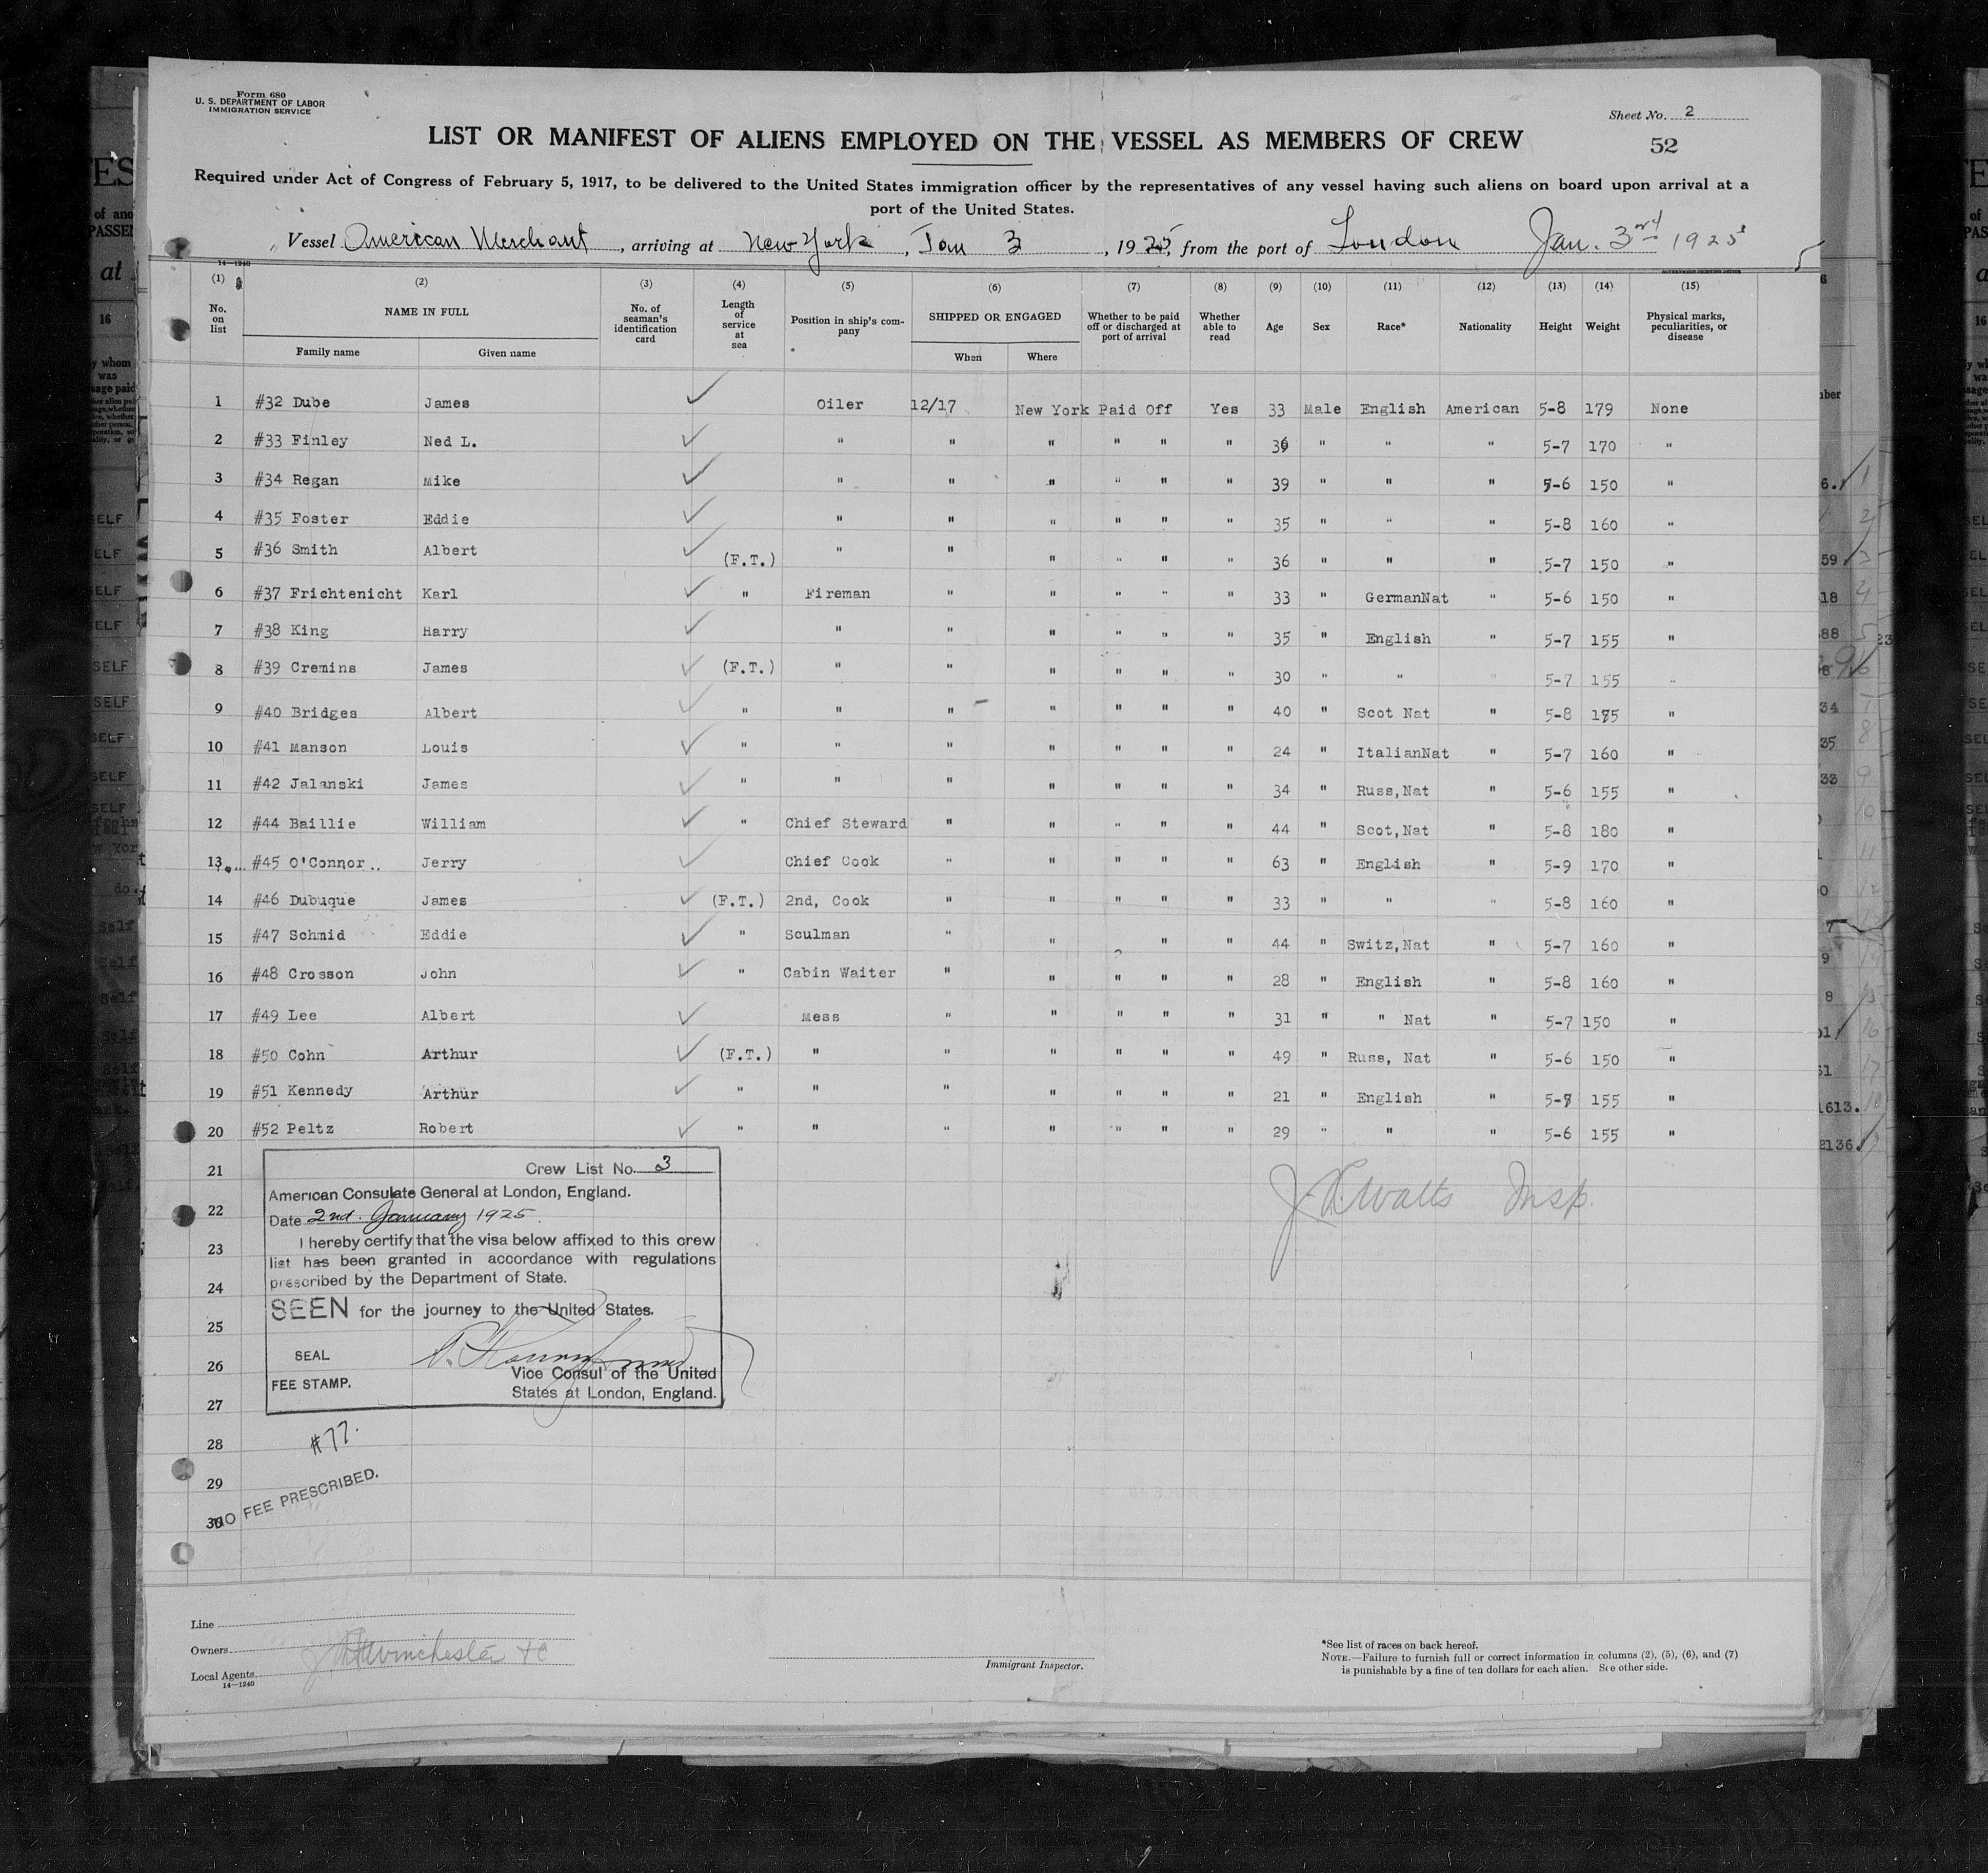 Form 680
U. S. DEPARTMENT OF LABOR
IMMIGRATION SERVICE
Sheet No. 2
LIST OR MANIFEST OF ALIENS EMPLOYED ON THE VESSEL AS MEMBERS OF CREW
52
Required under Act of Congress of February 5, 1917, to be delivered to the United States immigration officer by the representatives of any vessel having such aliens on board upon arrival at a
port of the United States.
Vessel American Merchant, arriving at New York, Jan 3, 1925, from the port of London Jan. 3rd 1925
14—1240
(1) (2) (3) (4) (5) (6) (7) (8) (9) (10) (11) (12) (13) (14) (15)
No. on list NAME IN FULL Family name Given name No. of seaman's identification card Length of service at sea Position in ship's company SHIPPED OR ENGAGED When Where Whether to be paid off or discharged at port of arrival Whether able to read Age Sex Race* Nationality Height Weight Physical marks, peculiarities, or disease
1 #32 Dube James Oiler 12/17 New York Paid Off Yes 33 Male English American 5-8 179 None
2 #33 Finley Ned L. " " " " " " 36 " " " 5-7 170 "
3 #34 Regan Mike " " " " " " 39 " " " 5-6 150 "
4 #35 Foster Eddie " " " " " " 35 " " " 5-8 160 "
5 #36 Smith Albert (F.T.) " " " " " " 36 " " " 5-7 150 "
6 #37 Frichtenicht Karl " Fireman " " " " " 33 " GermanNat " 5-6 150 "
7 #38 King Harry " " " " " " 35 " English " 5-7 155 "
8 #39 Cremins James (F.T.) " " " " " " 30 " " " 5-7 155 "
9 #40 Bridges Albert " " " " " " " 40 " Scot Nat " 5-8 175 "
10 #41 Manson Louis " " " " " " " 24 " ItalianNat " 5-7 160 "
11 #42 Jalanski James " " " " " " " 34 " Russ,Nat " 5-6 155 "
12 #44 Baillie William " Chief Steward " " " " " 44 " Scot,Nat " 5-8 180 "
13 #45 O'Connor Jerry Chief Cook " " " " " 63 " English " 5-9 170 "
14 #46 Dubuque James (F.T.) 2nd, Cook " " " " " 33 " " " 5-8 160 "
15 #47 Schmid Eddie " Sculman " " " " 44 " Switz,Nat " 5-7 160 "
16 #48 Crosson John " Cabin Waiter " " " " " 28 " English " 5-8 160 "
17 #49 Lee Albert Mess " " " " " 31 " " Nat " 5-7 150 "
18 #50 Cohn Arthur (F.T.) " " " " " " 49 " Russ, Nat " 5-6 150 "
19 #51 Kennedy Arthur " " " " " " " 21 " English " 5-7 155 "
20 #52 Peltz Robert " " " " " " " 29 " " " 5-6 155 "
21
22
23
24
25
26
27
28
29
30
Crew List No. 3
American Consulate General at London, England.
Date 2nd. January 1925.
I hereby certify that the visa below affixed to this crew
list has been granted in accordance with regulations
prescribed by the Department of State.
SEEN for the journey to the United States.
SEAL
FEE STAMP.
Vice Consul of the United
States at London, England.
Watts Insp.
#77.
NO FEE PRESCRIBED.
Line
Owners
Local Agents
Winchester + Co
14—1240
Immigrant Inspector.
*See list of races on back hereof.
NOTE.—Failure to furnish full or correct information in columns (2), (5), (6), and (7)
is punishable by a fine of ten dollars for each alien. See other side.